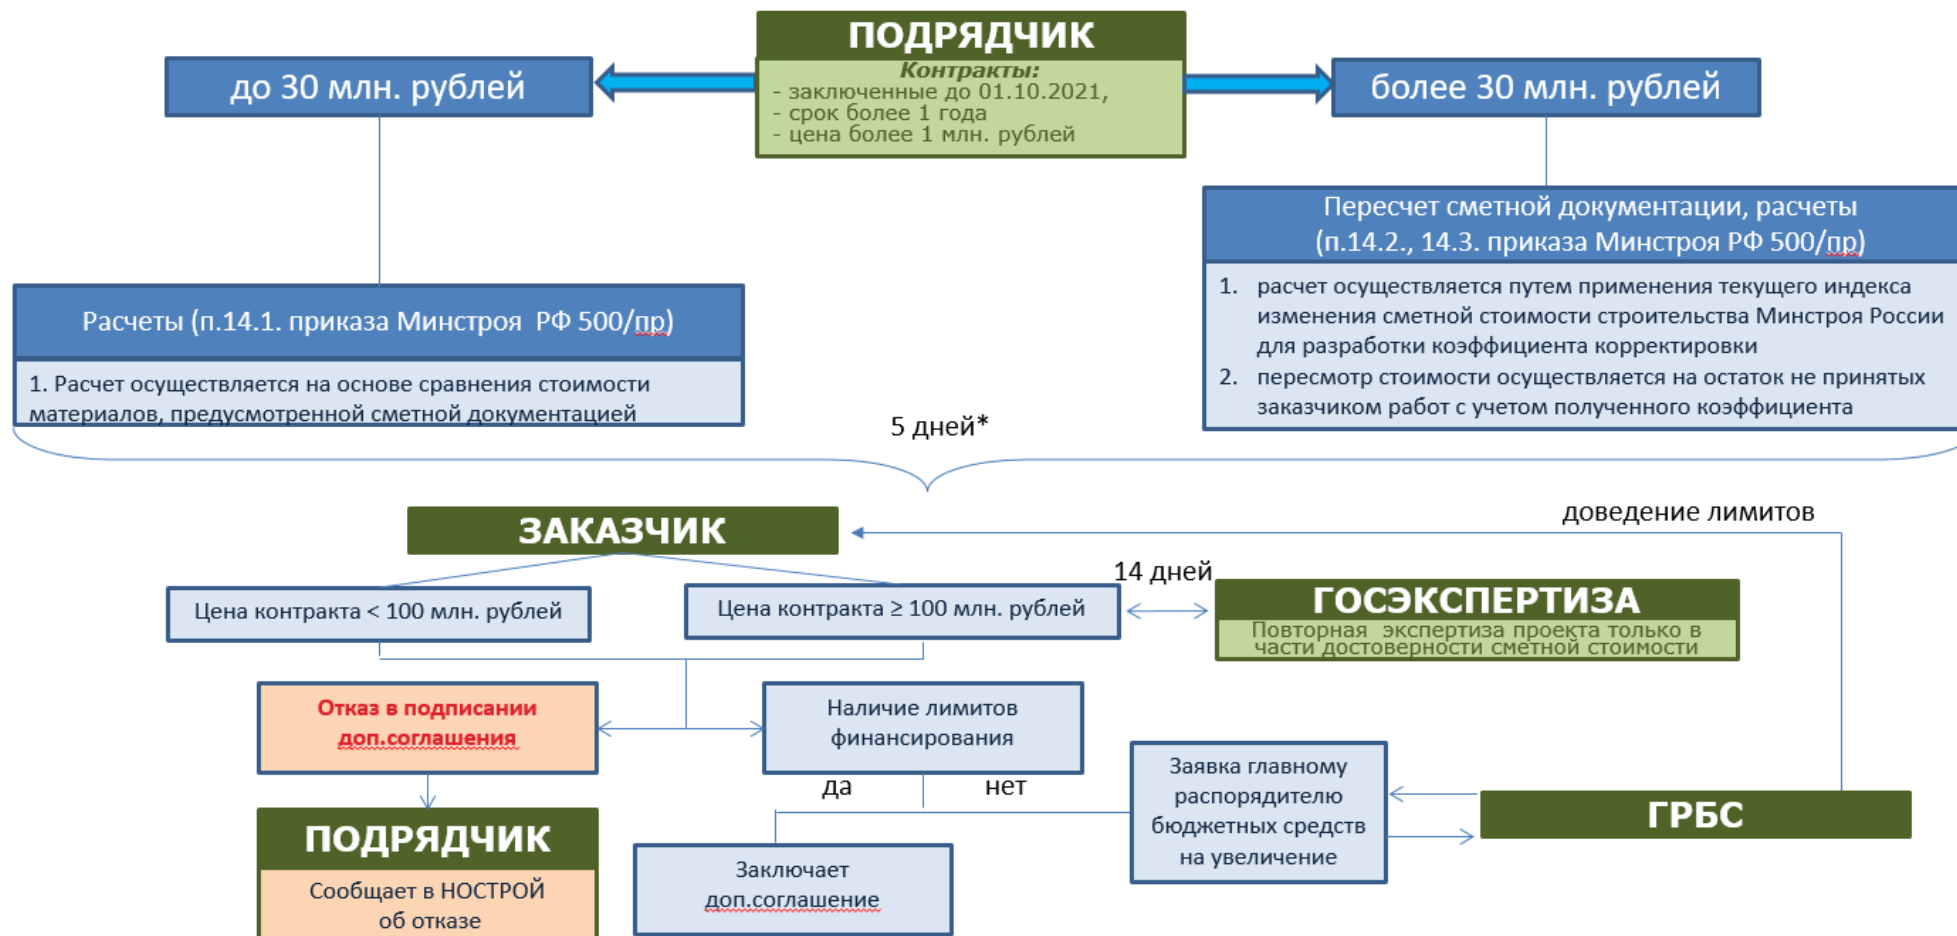 ПОДРЯДЧИК
Контракты:
- заключенные до 01.10.2021,
- срок более 1 года
- цена более 1 млн. рублей
до 30 млн. рублей
более 30 млн. рублей
Расчеты (п.14.1. приказа Минстроя РФ 500/пр)
1. Расчет осуществляется на основе сравнения стоимости
материалов, предусмотренной сметной документацией
Пересчет сметной документации, расчеты
(п.14.2., 14.3. приказа Минстроя РФ 500/пр)
1. расчет осуществляется путем применения текущего индекса
изменения сметной стоимости строительства Минстроя России
для разработки коэффициента корректировки
2. пересмотр стоимости осуществляется на остаток не принятых
заказчиком работ с учетом полученного коэффициента
5 дней*
ЗАКАЗЧИК
доведение лимитов
Цена контракта < 100 млн. рублей
Цена контракта ≥ 100 млн. рублей
14 дней
ГОСЭКСПЕРТИЗА
Повторная экспертиза проекта только в
части достоверности сметной стоимости
Отказ в подписании
доп.соглашения
Наличие лимитов
финансирования
да
нет
Заявка главному
распорядителю
бюджетных средств
на увеличение
ГРБС
ПОДРЯДЧИК
Сообщает в НОСТРОЙ
об отказе
Заключает
доп.соглашение